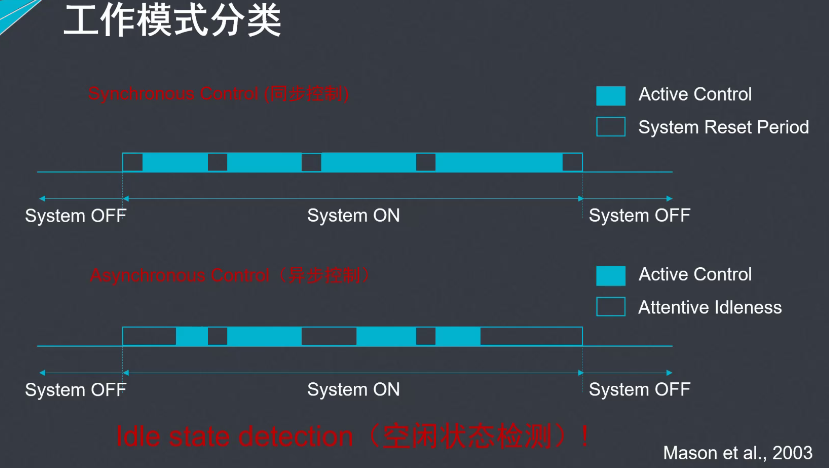 工作模式分类
Synchronous Control (同步控制)
Active Control
System Reset Period
System OFF
System ON
System OFF
Asynchronous Control（异步控制）
Active Control
Attentive Idleness
System OFF
System ON
System OFF
Idle state detection（空闲状态检测）!
Mason et al., 2003